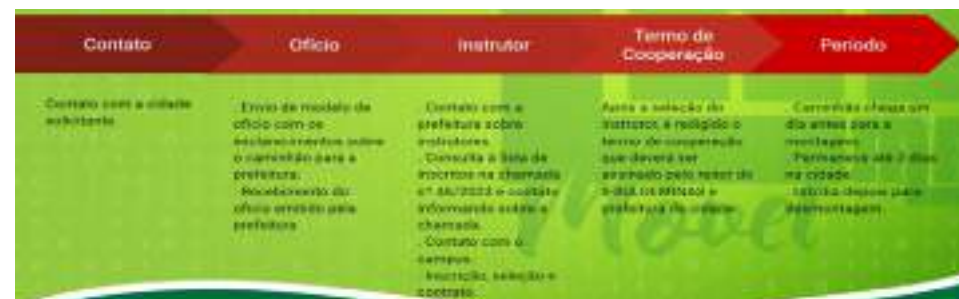 Contato
Ofício
Instrutor
Termo de
Cooperação
Período
Contato com a cidade
solicitante
. Envio de modelo de
ofício com os
esclarecimentos sobre
o caminhão para a
prefeitura.
. Recebimento do
ofício emitido pela
prefeitura
. Contato com a
prefeitura sobre
instrutores.
. Consulta a lista de
inscritos na chamada
e contato
informando sobre a
chamada.
. Contato com o
campus.
. Inscrição, seleção e
contrato.
Após a seleção do
instrutor, é redigido o
termo de cooperação
que deverá ser
assinado pelo reitor do
IFSULDEMINAS e
prefeitura da cidade.
. Caminhão chega um
dia antes para a
montagem.
. Permanece até
dias
na cidade
depois para
desmontagem.
Móvel